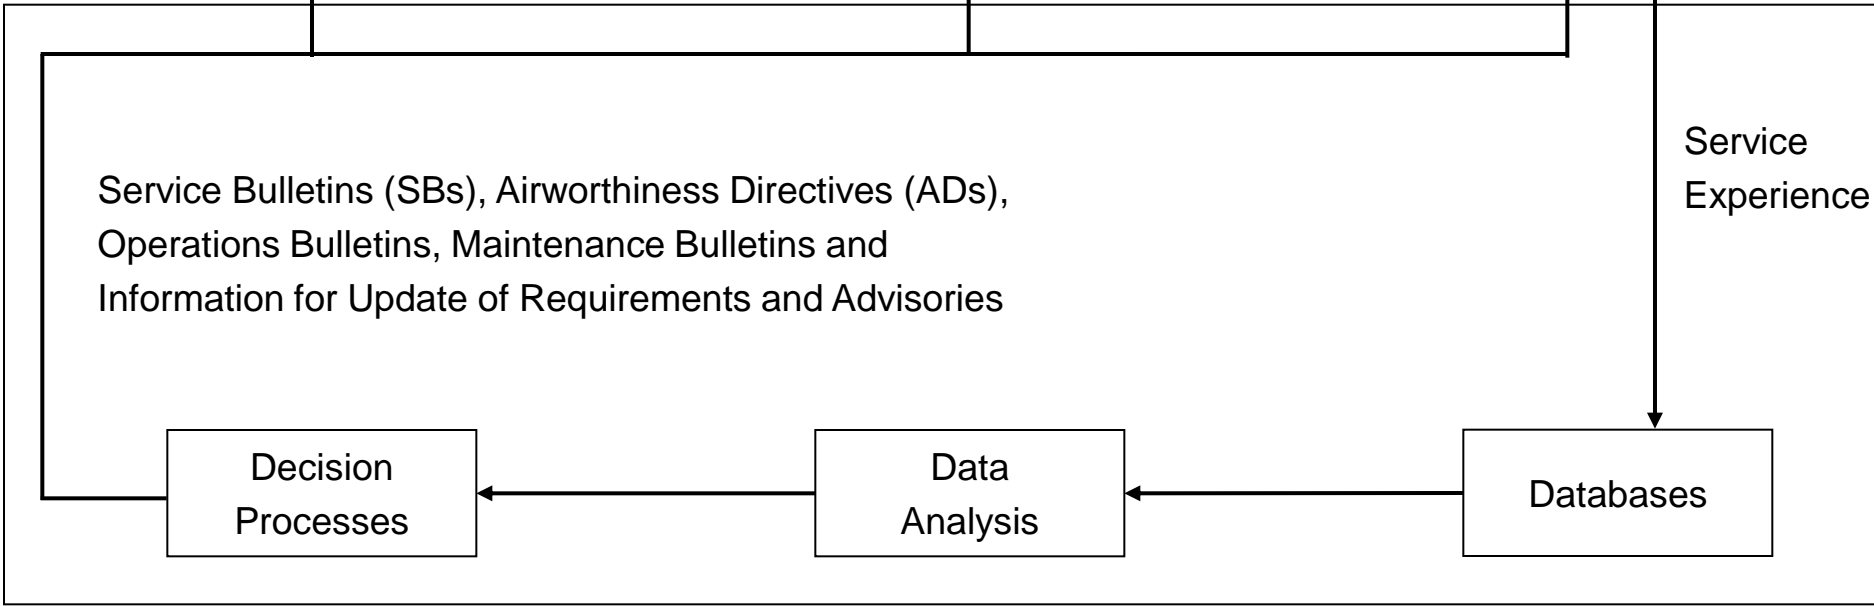 Service
Experience
Service Bulletins (SBs), Airworthiness Directives (ADs),
Operations Bulletins, Maintenance Bulletins and
Information for Update of Requirements and Advisories
Decision
Processes
Data
Analysis
Databases